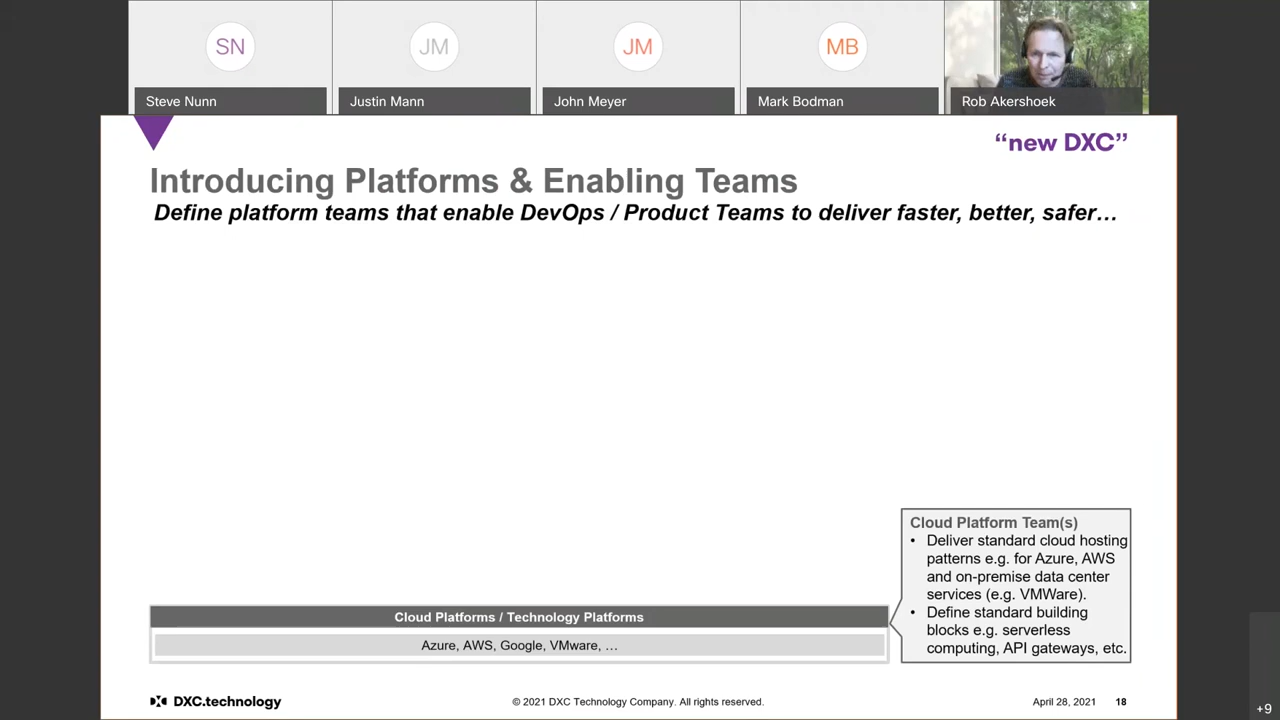 SN
JM
JM
MB
Steve Nunn
Justin Mann
John Meyer
Mark Bodman
Rob Akershoek
“new DXC”
Introducing Platforms & Enabling Teams
Define platform teams that enable DevOps / Product Teams to deliver faster, better, safer…
Cloud Platform Team(s)
• Deliver standard cloud hosting
patterns e.g. for Azure, AWS
and on-premise data center
services (e.g. VMWare).
• Define standard building
blocks e.g. serverless
computing, API gateways, etc.
Cloud Platforms / Technology Platforms
Azure, AWS, Google, VMware, …
DXC.technology
© 2021 DXC Technology Company. All rights reserved.
April 28, 2021
18
+9